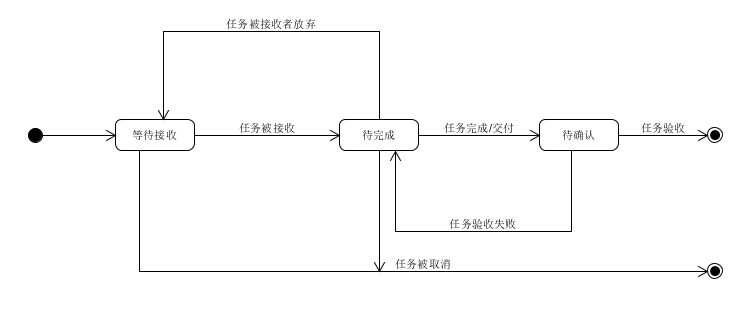 任务被接收者放弃
等待接收
任务被接收
待完成
任务完成/交付
待确认
任务验收
任务验收失败
任务被取消